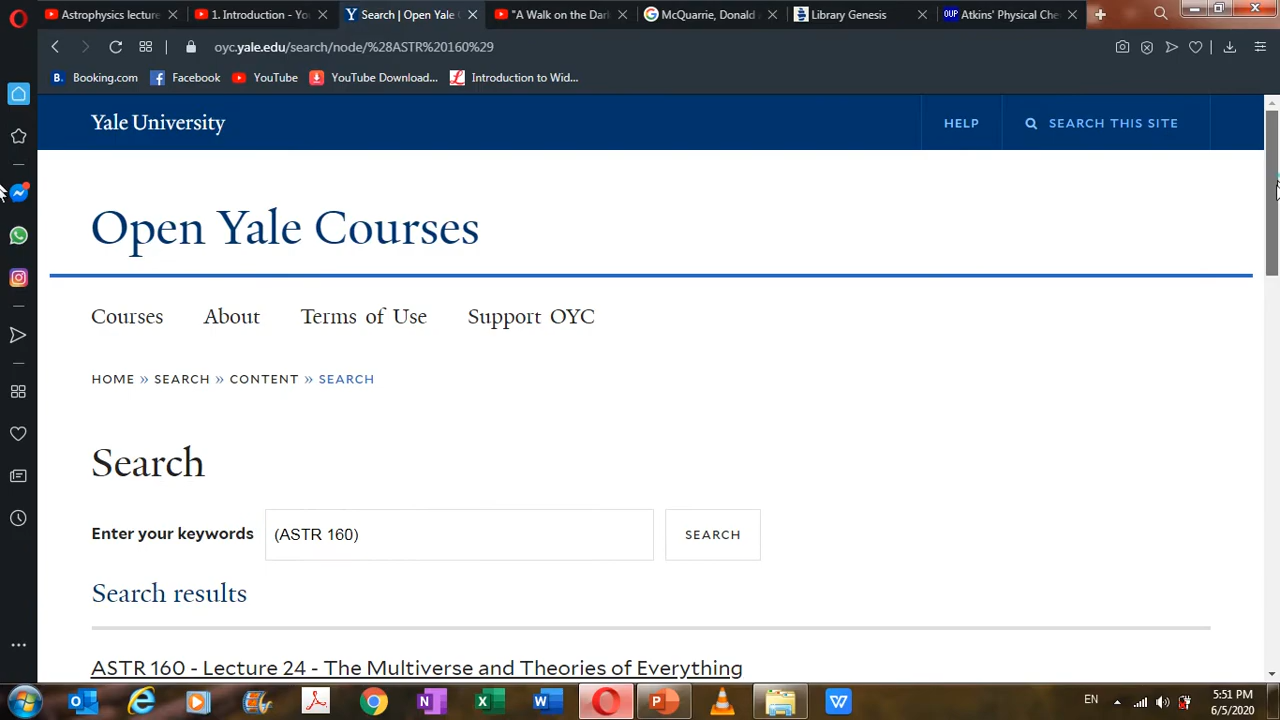 Astrophysics lecture
1. Introduction - Yo
Search | Open Yale C
"A Walk on the Dar
McQuarrie, Donald
Library Genesis
Atkins' Physical Che
oyc.yale.edu/search/node/%28ASTR%20160%29
Booking.com
Facebook
YouTube
YouTube Download...
Introduction to Wid...
Yale University
HELP
SEARCH THIS SITE
Open Yale Courses
Courses
About
Terms of Use
Support OYC
HOME » SEARCH » CONTENT » SEARCH
Search
Enter your keywords
(ASTR 160)
SEARCH
Search results
ASTR 160 - Lecture 24 - The Multiverse and Theories of Everything
EN
5:51 PM
6/5/2020